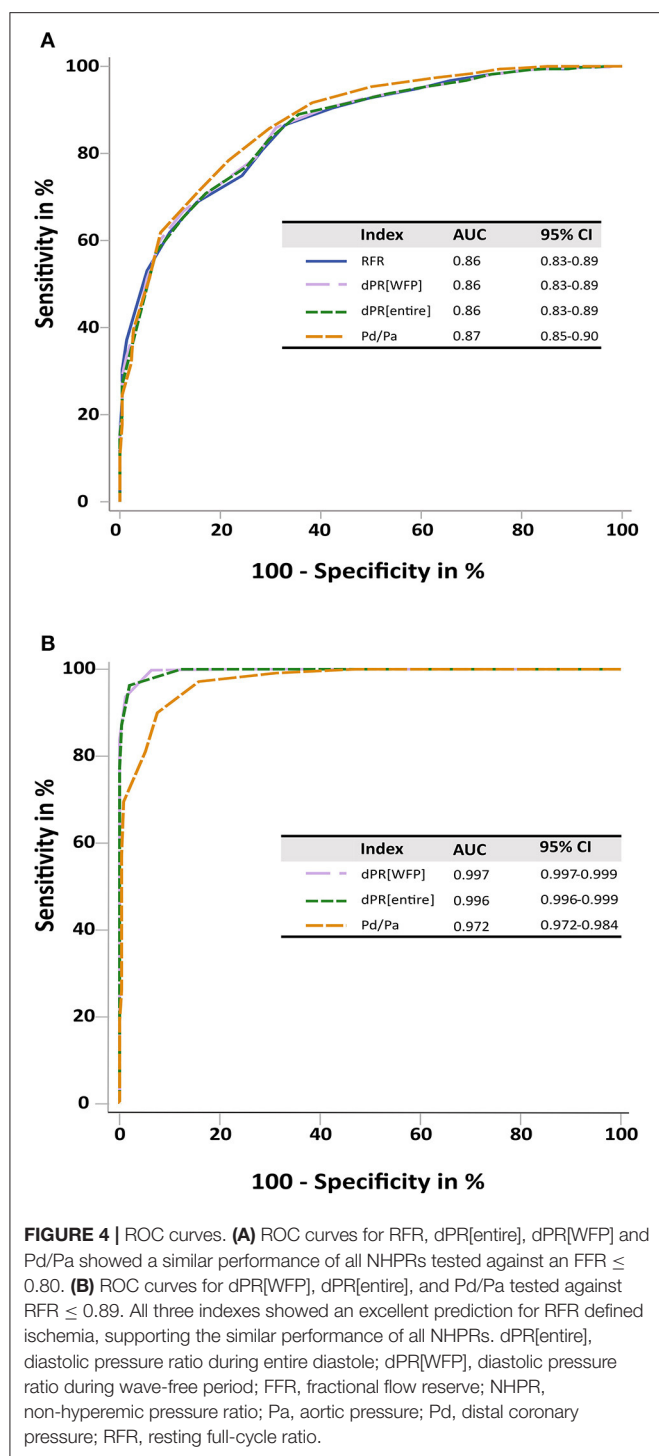 A
100
80
60
40
20
0
Sensitivity in %
Index AUC 95% CI
RFR 0.86 0.83-0.89
dPR[WFP] 0.86 0.83-0.89
dPR[entire] 0.86 0.83-0.89
Pd/Pa 0.87 0.85-0.90
0 20 40 60 80 100
100 - Specificity in %
B
100
80
60
40
20
0
Sensitivity in %
Index AUC 95% CI
dPR[WFP] 0.997 0.997-0.999
dPR[entire] 0.996 0.996-0.999
Pd/Pa 0.972 0.972-0.984
0 20 40 60 80 100
100 - Specificity in %
FIGURE 4 | ROC curves. (A) ROC curves for RFR, dPR[entire], dPR[WFP] and
Pd/Pa showed a similar performance of all NHPRs tested against an FFR ≤
0.80. (B) ROC curves for dPR[WFP], dPR[entire], and Pd/Pa tested against
RFR ≤ 0.89. All three indexes showed an excellent prediction for RFR defined
ischemia, supporting the similar performance of all NHPRs. dPR[entire],
diastolic pressure ratio during entire diastole; dPR[WFP], diastolic pressure
ratio during wave-free period; FFR, fractional flow reserve; NHPR,
non-hyperemic pressure ratio; Pa, aortic pressure; Pd, distal coronary
pressure; RFR, resting full-cycle ratio.